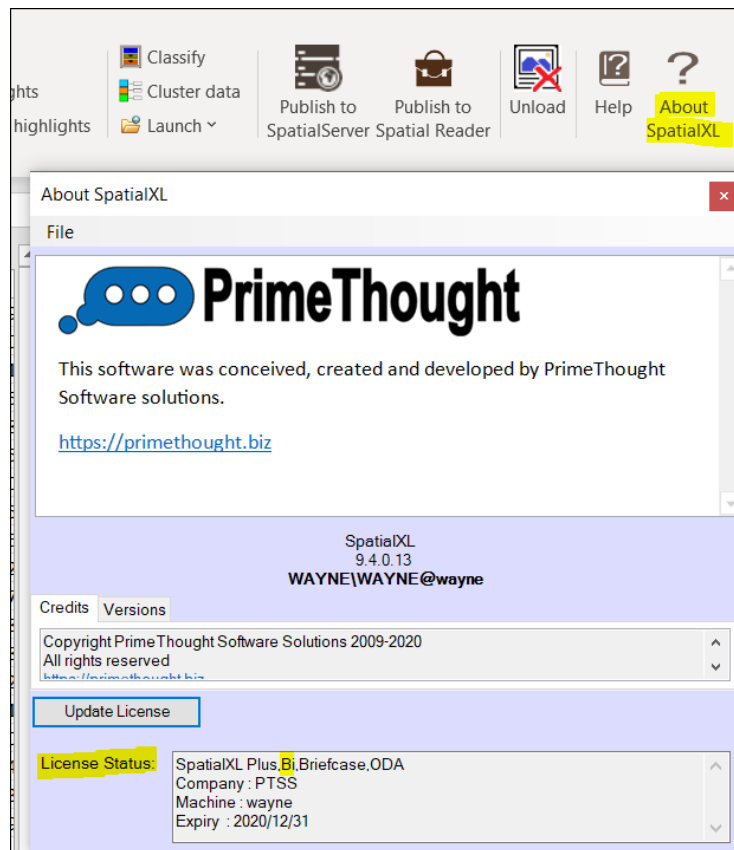 Classify
Cluster data
ghts
highlights
Launch
Publish to
SpatialServer
Publish to
Spatial Reader
Unload
Help
About
SpatialXL
About SpatialXL
File
PrimeThought
This software was conceived, created and developed by PrimeThought
Software solutions.
https://primethought.biz
SpatialXL
9.4.0.13
WAYNE\WAYNE@wayne
Credits Versions
Copyright PrimeThought Software Solutions 2009-2020
All rights reserved
https://primethought.biz
Update License
License Status:
SpatialXL Plus,Bi,Briefcase,ODA
Company : PTSS
Machine : wayne
Expiry : 2020/12/31